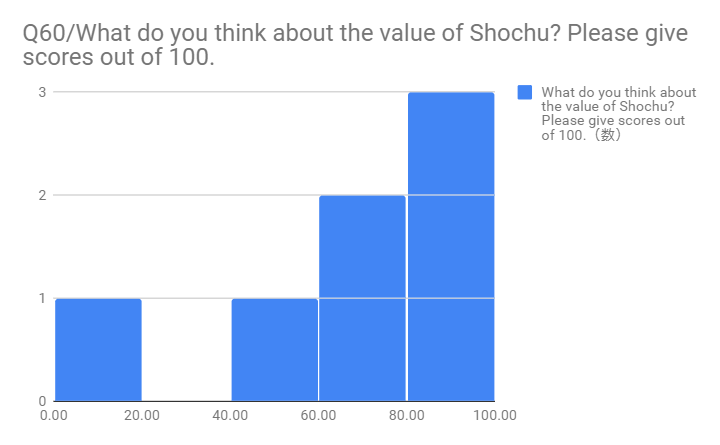 Q60/What do you think about the value of Shochu? Please give
scores out of 100.
3
2
1
0
0.00 20.00 40.00 60.00 80.00 100.00
What do you think about
the value of Shochu?
Please give scores out
of 100.（数）